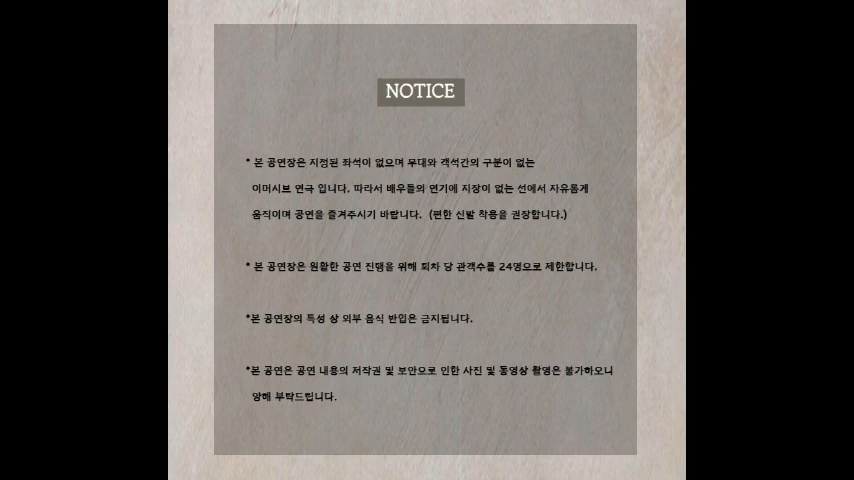 NOTICE
* 본 공연장은 지정된 좌석이 없으며 무대와 객석간의 구분이 없는
이머시브 연극 입니다. 따라서 배우들의 연기에 지장이 없는 선에서 자유롭게
움직이며 공연을 즐겨주시기 바랍니다. (편한 신발 착용을 권장합니다.)
* 본 공연장은 원활한 공연 진행을 위해 회차 당 관객수를 24명으로 제한합니다.
*본 공연장의 특성 상 외부 음식 반입은 금지됩니다.
*본 공연은 공연 내용의 저작권 및 보안으로 인한 사진 및 동영상 촬영은 불가하오니
양해 부탁드립니다.